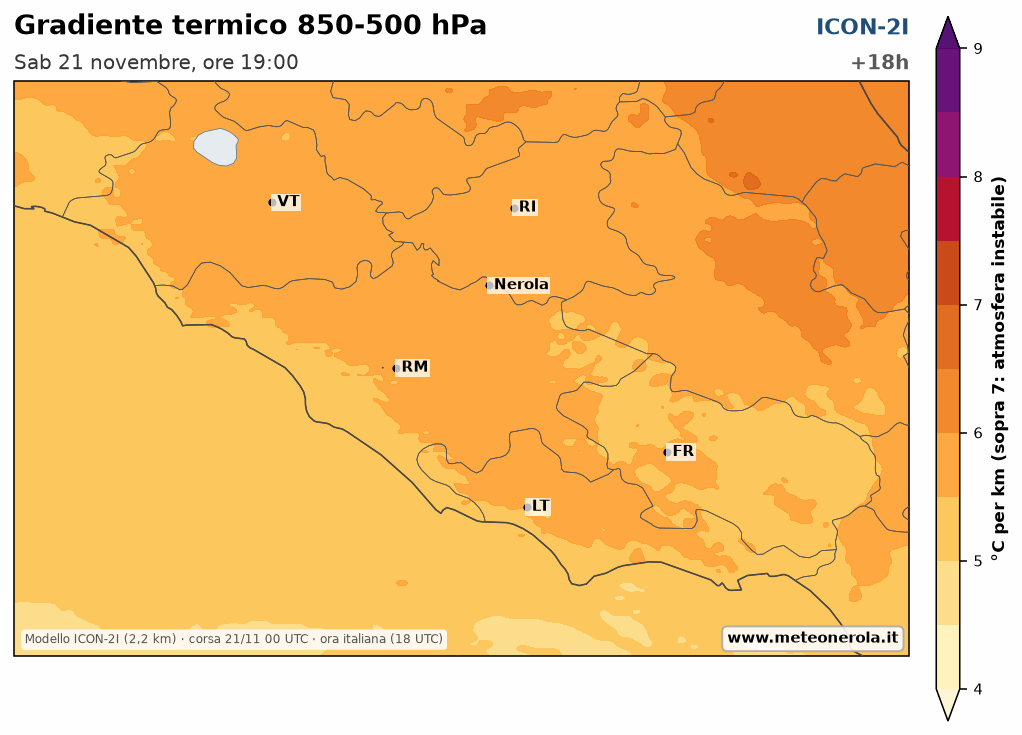 Gradiente termico 850-500 hPa
ICON-2I
Sab 21 novembre, ore 19:00
+18h
9
8
7
6
5
4
°C per km (sopra 7: atmosfera instabile)
VT
RI
Nerola
RM
FR
LT
Modello ICON-2I (2,2 km) · corsa 21/11 00 UTC · ora italiana (18 UTC)
www.meteonerola.it